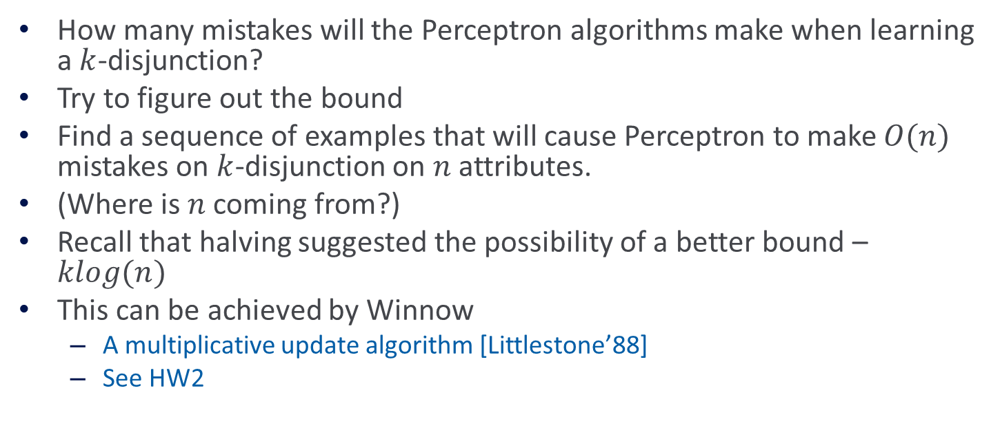 • How many mistakes will the Perceptron algorithms make when learning
a k-disjunction?
• Try to figure out the bound
• Find a sequence of examples that will cause Perceptron to make O(n)
mistakes on k-disjunction on n attributes.
• (Where is n coming from?)
• Recall that halving suggested the possibility of a better bound –
klog(n)
• This can be achieved by Winnow
– A multiplicative update algorithm [Littlestone’88]
– See HW2